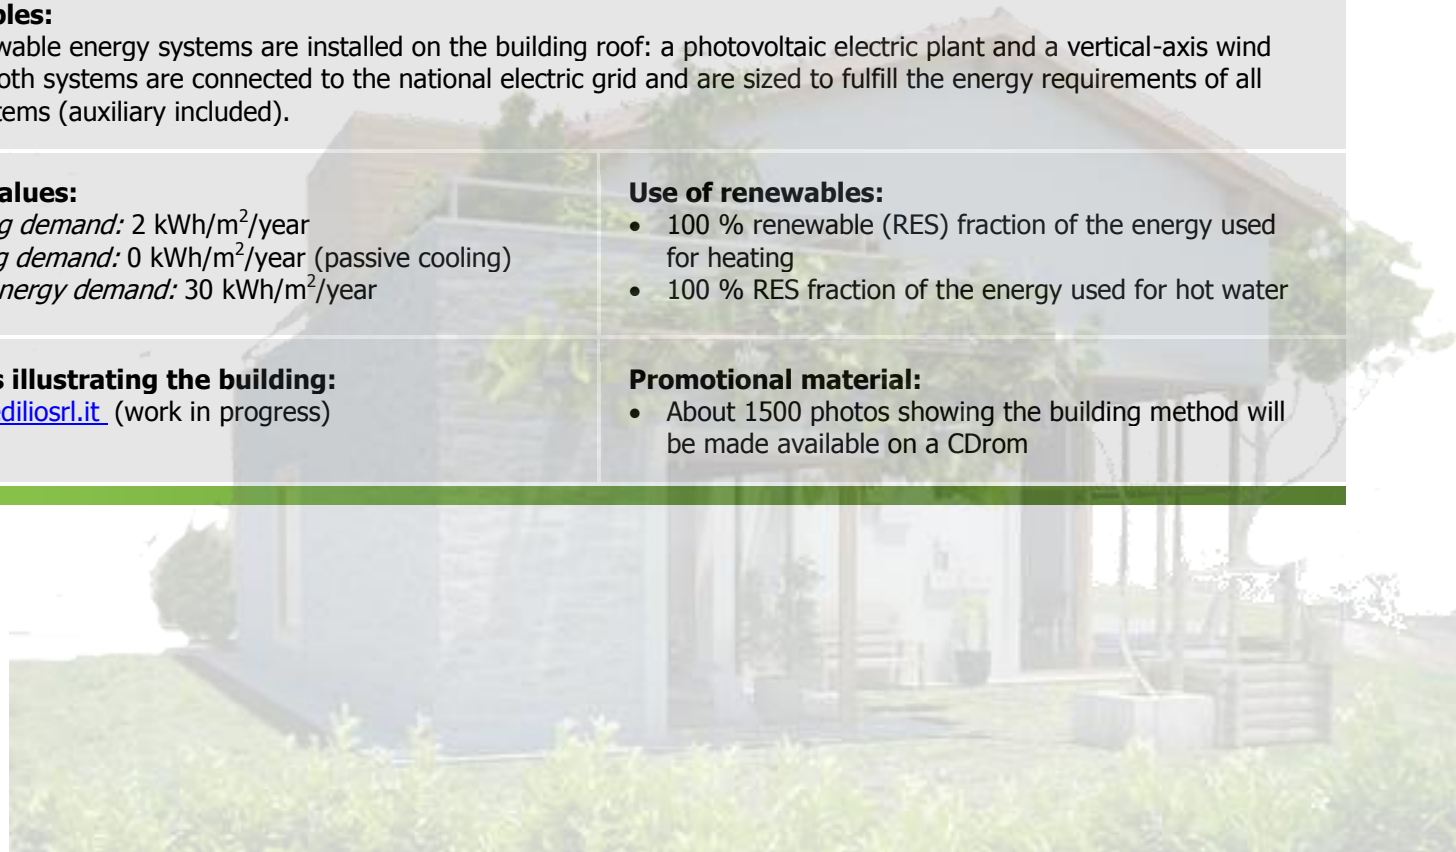 bles:
wable energy systems are installed on the building roof: a photovoltaic electric plant and a vertical-axis wind
oth systems are connected to the national electric grid and are sized to fulfill the energy requirements of all
tems (auxiliary included).
alues:
g demand: 2 kWh/m²/year
g demand: 0 kWh/m²/year (passive cooling)
nergy demand: 30 kWh/m²/year
Use of renewables:
• 100 % renewable (RES) fraction of the energy used
for heating
• 100 % RES fraction of the energy used for hot water
s illustrating the building:
ediliosrl.it (work in progress)
Promotional material:
• About 1500 photos showing the building method will
be made available on a CDrom